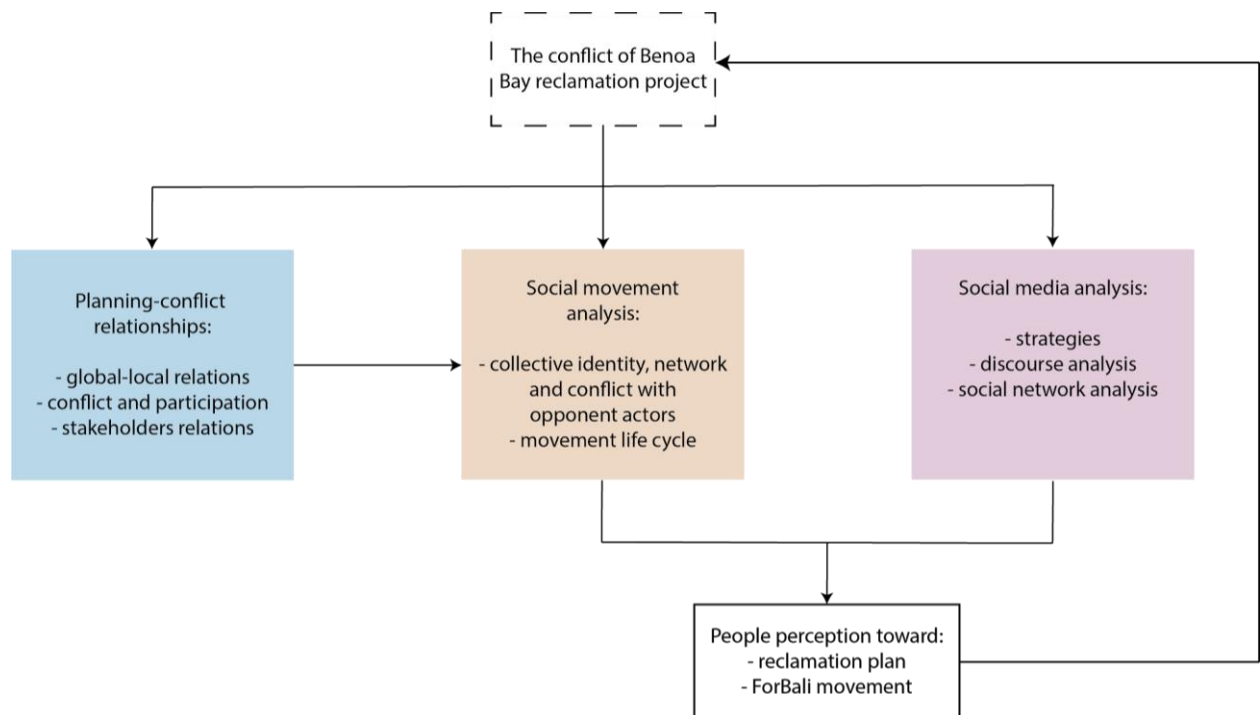 The conflict of Benoa
Bay reclamation project
Planning-conflict
relationships:
- global-local relations
- conflict and participation
- stakeholders relations
Social movement
analysis:
- collective identity, network
and conflict with
opponent actors
- movement life cycle
Social media analysis:
- strategies
- discourse analysis
- social network analysis
People perception toward:
- reclamation plan
- ForBali movement